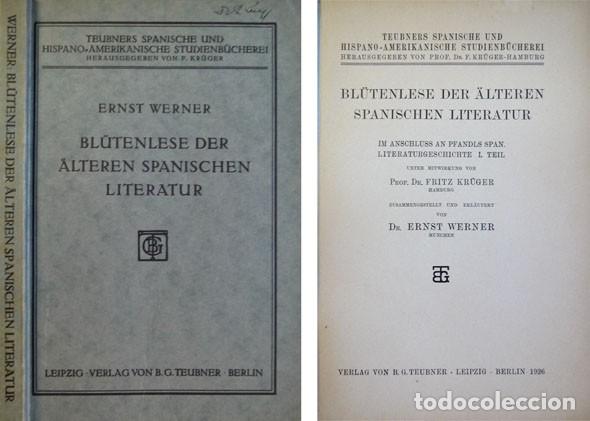 WERNER: BLÜTENLESE DER ÄLTEREN SPANISCHEN LITERATUR
TEUBNERS SPANISCHE UND
HISPANO-AMERIKANISCHE STUDIENBÜCHEREI
HERAUSGEGEBEN VON F. KRÜGER
ERNST WERNER
BLÜTENLESE DER
ÄLTEREN SPANISCHEN
LITERATUR
LEIPZIG · VERLAG VON B. G. TEUBNER · BERLIN
TEUBNERS SPANISCHE UND
HISPANO-AMERIKANISCHE STUDIENBÜCHEREI
HERAUSGEGEBEN VON PROF. DR. F. KRÜGER-HAMBURG
BLÜTENLESE DER ÄLTEREN
SPANISCHEN LITERATUR
IM ANSCHLUSS AN PFANDLS SPAN.
LITERATURGESCHICHTE I. TEIL
UNTER MITWIRKUNG VON
PROF. DR. FRITZ KRÜGER
HAMBURG
ZUSAMMENGESTELLT UND ERLÄUTERT
VON
DR. ERNST WERNER
MÜNCHEN
VERLAG VON B. G. TEUBNER · LEIPZIG · BERLIN 1926
todocoleccion